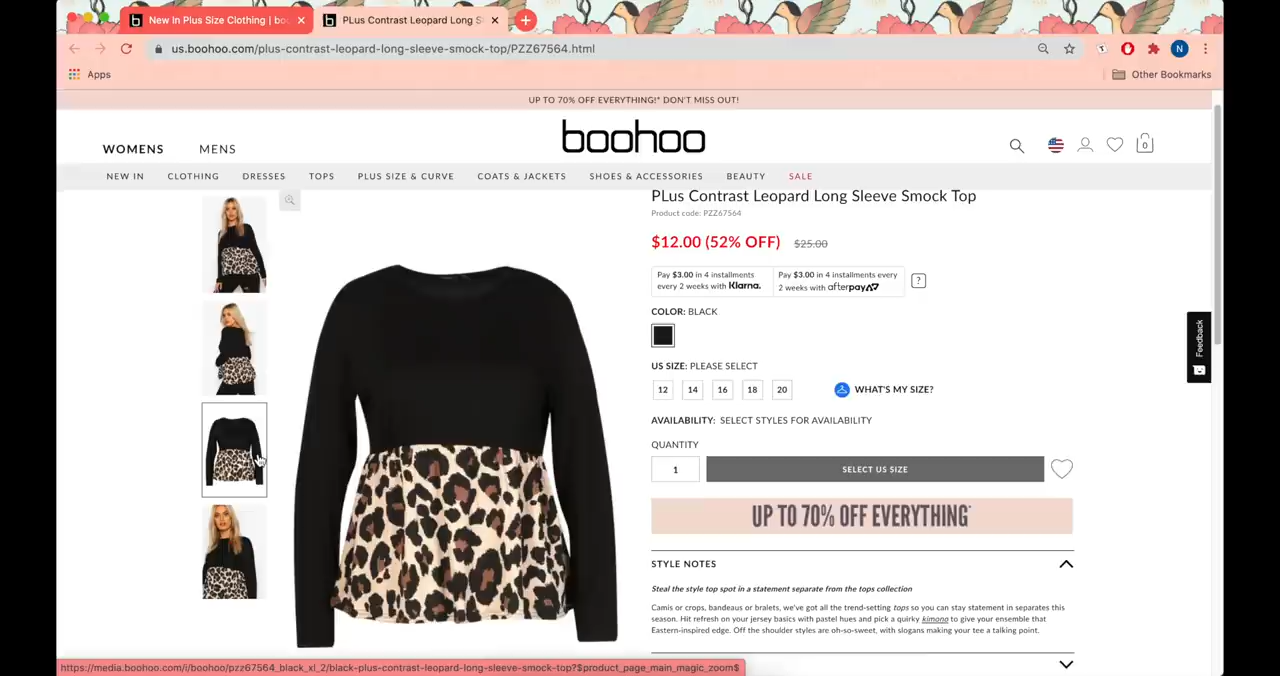 New In Plus Size Clothing | boo
PLus Contrast Leopard Long S
us.boohoo.com/plus-contrast-leopard-long-sleeve-smock-top/PZZ67564.html
N
Apps
Other Bookmarks
UP TO 70% OFF EVERYTHING!* DON'T MISS OUT!
WOMENS
MENS
boohoo
0
NEW IN
CLOTHING
DRESSES
TOPS
PLUS SIZE & CURVE
COATS & JACKETS
SHOES & ACCESSORIES
BEAUTY
SALE
PLus Contrast Leopard Long Sleeve Smock Top
Product code: PZZ67564
$12.00 (52% OFF) $25.00
Pay $3.00 in 4 installments
every 2 weeks with Klarna.
Pay $3.00 in 4 installments every
2 weeks with afterpay
?
COLOR: BLACK
US SIZE: PLEASE SELECT
12 14 16 18 20
WHAT'S MY SIZE?
AVAILABILITY: SELECT STYLES FOR AVAILABILITY
QUANTITY
1
SELECT US SIZE
UP TO 70% OFF EVERYTHING*
Feedback
STYLE NOTES
Steal the style top spot in a statement separate from the tops collection
Camis or crops, bandeaus or bralets, we've got all the trend-setting tops so you can stay statement in separates this
season. Hit refresh on your jersey basics with pastel hues and pick a quirky kimono to give your ensemble that
Eastern-inspired edge. Off the shoulder styles are oh-so-sweet, with slogans making your tee a talking point.
https://media.boohoo.com/i/boohoo/pzz67564_black_xl_2/black-plus-contrast-leopard-long-sleeve-smock-top?$product_page_main_magic_zoom$